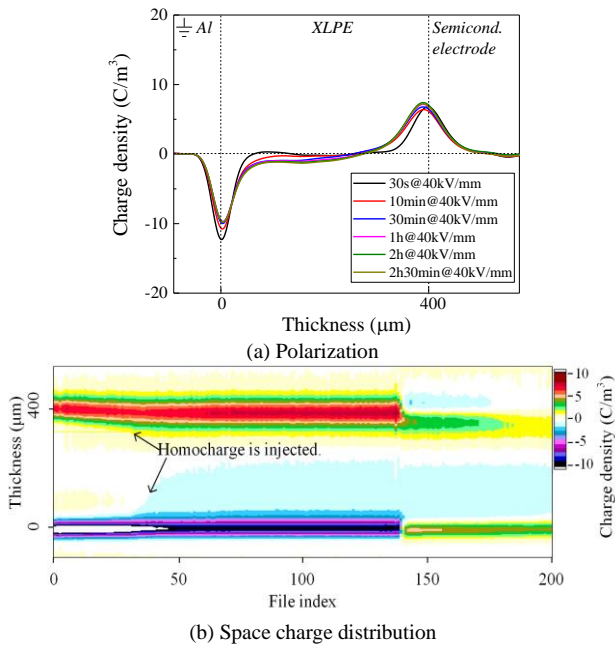 Al
XLPE
Semicond.
electrode
20
10
0
-10
-20
Charge density (C/m³)
30s@40kV/mm
10min@40kV/mm
30min@40kV/mm
1h@40kV/mm
2h@40kV/mm
2h30min@40kV/mm
0
400
Thickness (μm)
(a) Polarization
400
0
Thickness (μm)
Homocharge is injected.
10
5
0
-5
-10
Charge density (C/m³)
0
50
100
150
200
File index
(b) Space charge distribution